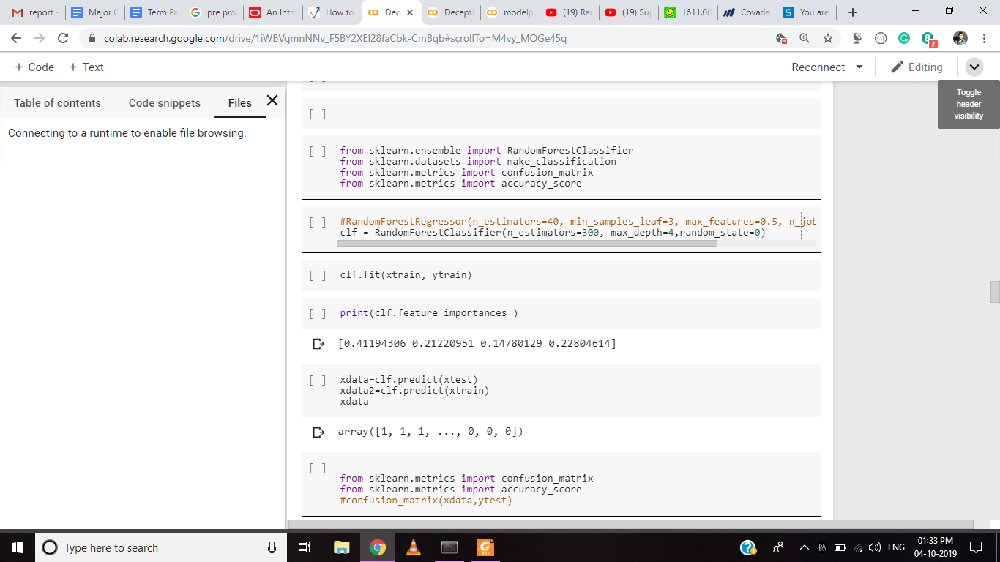 report -
Major C
Term Pa
pre pro
An Intro
How to
Dec
Decept
modelp
(19) Ra
(19) Sup
1611.08
Covaria
You are
colab.research.google.com/drive/1iWBVqmnNNv_F5BY2XEl28faCbk-CmBqb#scrollTo=M4vy_MOGe45q
7
+ Code + Text
Reconnect
Editing
Toggle
header
visibility
Table of contents Code snippets Files
Connecting to a runtime to enable file browsing.
[ ]
[ ] from sklearn.ensemble import RandomForestClassifier
from sklearn.datasets import make_classification
from sklearn.metrics import confusion_matrix
from sklearn.metrics import accuracy_score
[ ] #RandomForestRegressor(n_estimators=40, min_samples_leaf=3, max_features=0.5, n_job
clf = RandomForestClassifier(n_estimators=300, max_depth=4,random_state=0)
[ ] clf.fit(xtrain, ytrain)
[ ] print(clf.feature_importances_)
[0.41194306 0.21220951 0.14780129 0.22804614]
[ ] xdata=clf.predict(xtest)
xdata2=clf.predict(xtrain)
xdata
array([1, 1, 1, ..., 0, 0, 0])
[ ]
from sklearn.metrics import confusion_matrix
from sklearn.metrics import accuracy_score
#confusion_matrix(xdata,ytest)
Type here to search
ENG
01:33 PM
04-10-2019